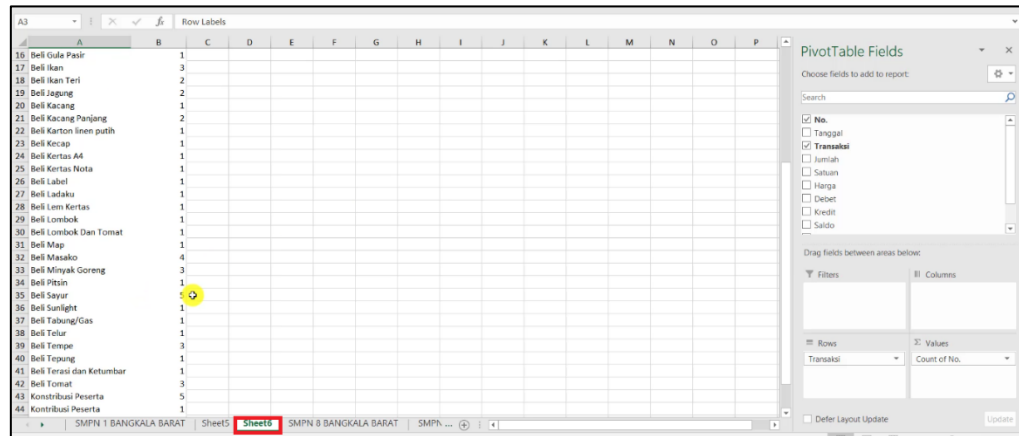 A3 fx Row Labels
A B C D E F G H I J K L M N O P
16 Beli Gula Pasir 1
17 Beli Ikan 3
18 Beli Ikan Teri 2
19 Beli Jagung 2
20 Beli Kacang 1
21 Beli Kacang Panjang 2
22 Beli Karton linen putih 1
23 Beli Kecap 1
24 Beli Kertas A4 1
25 Beli Kertas Nota 1
26 Beli Label 1
27 Beli Ladaku 1
28 Beli Lem Kertas 1
29 Beli Lombok 1
30 Beli Lombok Dan Tomat 1
31 Beli Map 1
32 Beli Masako 4
33 Beli Minyak Goreng 3
34 Beli Pitsin 1
35 Beli Sayur 5
36 Beli Sunlight 1
37 Beli Tabung/Gas 1
38 Beli Telur 1
39 Beli Tempe 3
40 Beli Tepung 1
41 Beli Terasi dan Ketumbar 1
42 Beli Tomat 3
43 Konstribusi Peserta 5
44 Kontribusi Peserta 1
SMPN 1 BANGKALA BARAT Sheet5 Sheet6 SMPN 8 BANGKALA BARAT SMPN ...
PivotTable Fields
Choose fields to add to report:
Search
No.
Tanggal
Transaksi
Jumlah
Satuan
Harga
Debet
Kredit
Saldo
Drag fields between areas below:
Filters Columns
Rows Σ Values
Transaksi Count of No.
Defer Layout Update Update